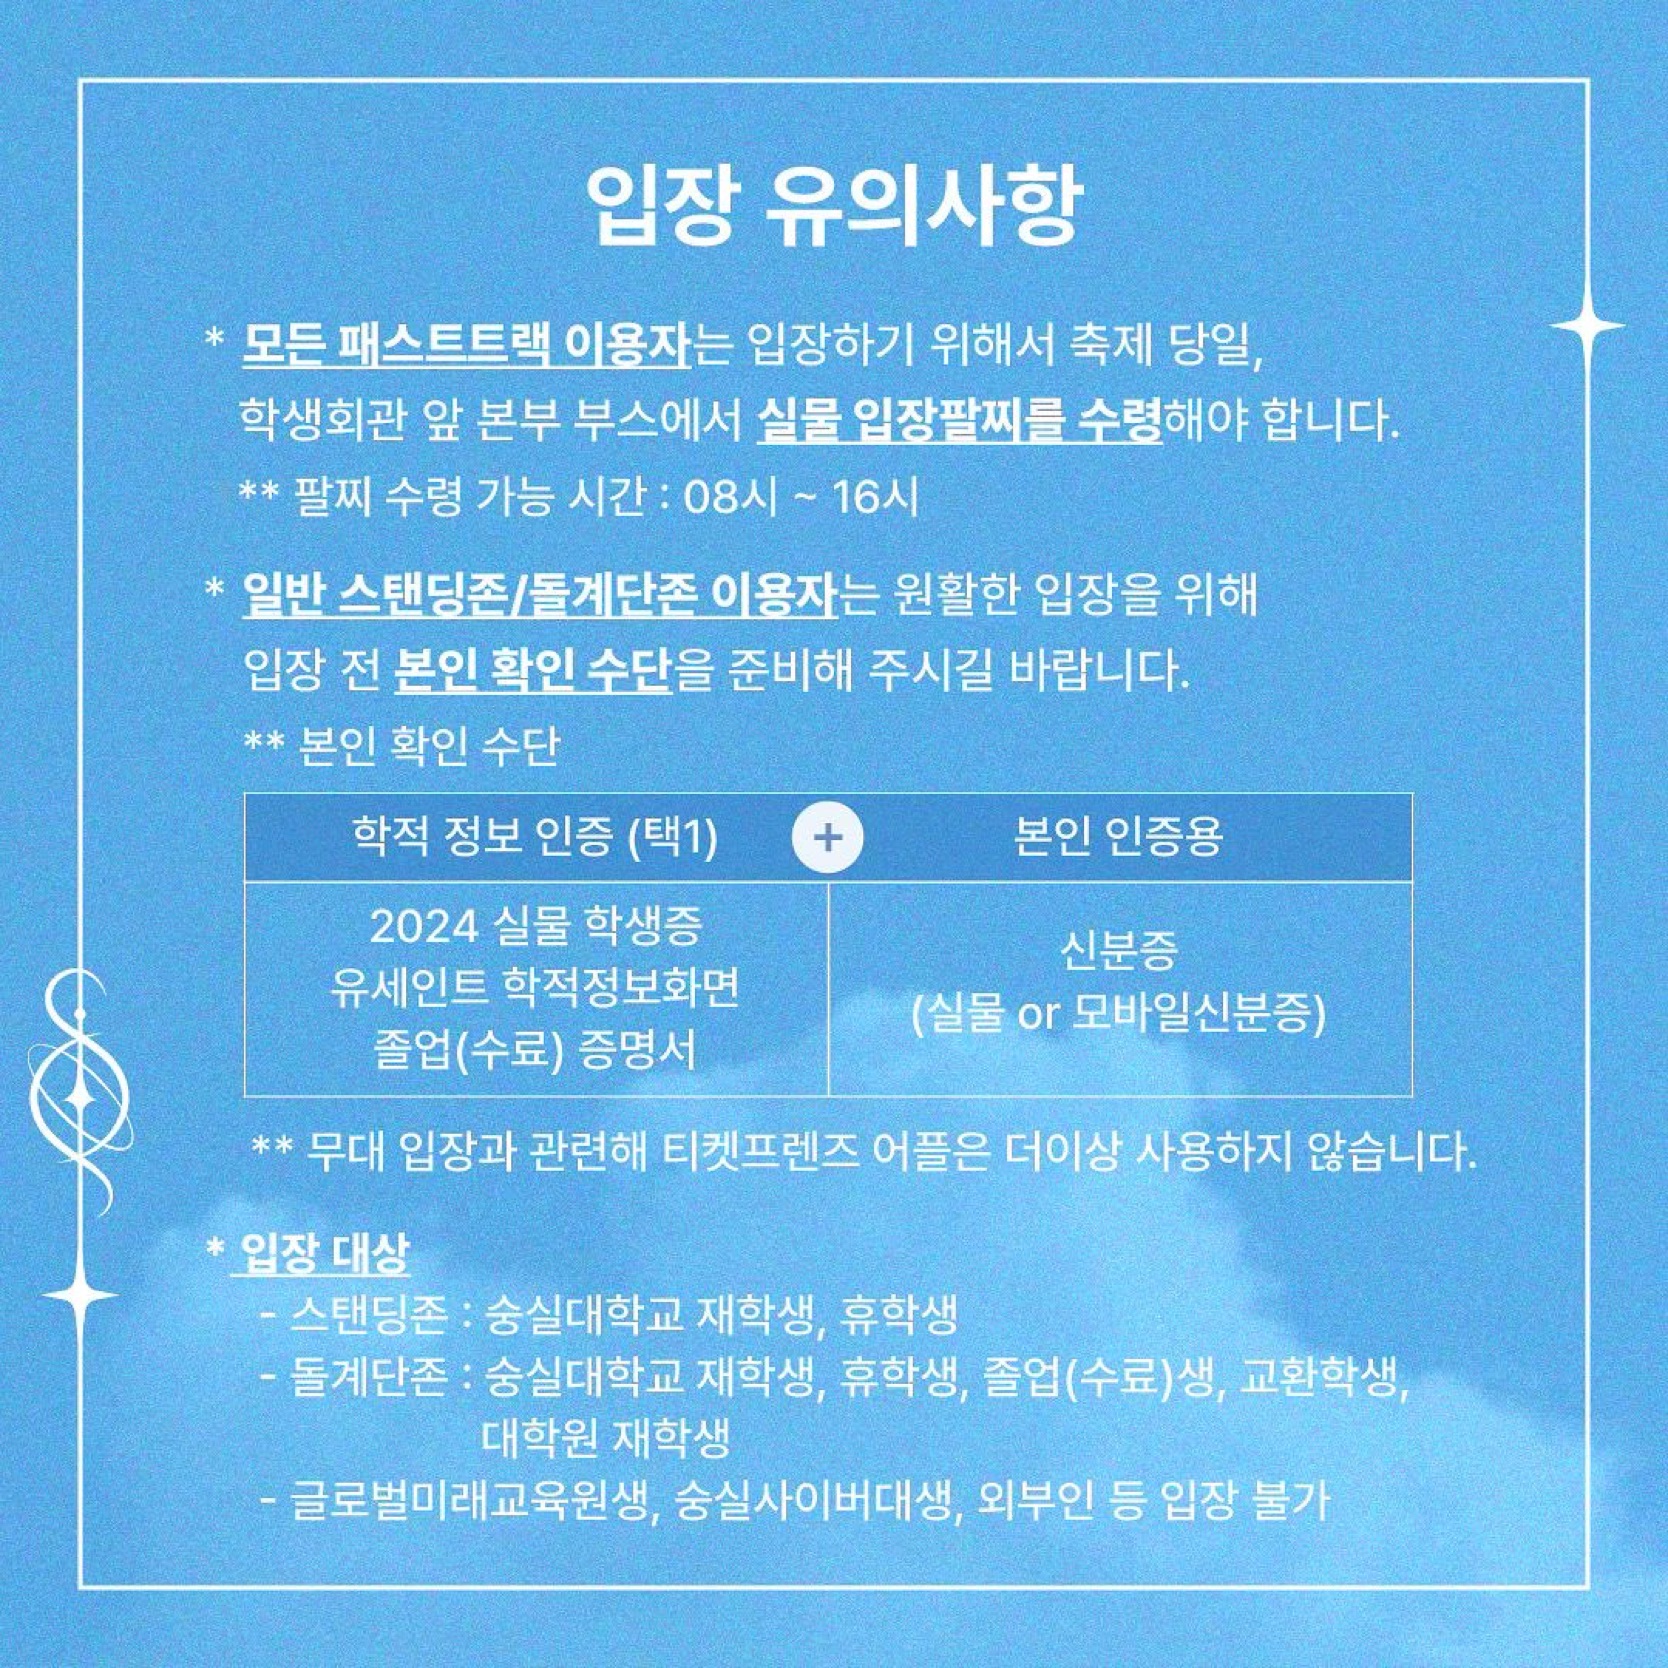 입장 유의사항
* 모든 패스트트랙 이용자는 입장하기 위해서 축제 당일,
학생회관 앞 본부 부스에서 실물 입장팔찌를 수령해야 합니다.
** 팔찌 수령 가능 시간 : 08시 ~ 16시
* 일반 스탠딩존/돌계단존 이용자는 원활한 입장을 위해
입장 전 본인 확인 수단을 준비해 주시길 바랍니다.
** 본인 확인 수단
학적 정보 인증 (택1) + 본인 인증용
2024 실물 학생증
유세인트 학적정보화면
졸업(수료) 증명서
신분증
(실물 or 모바일신분증)
** 무대 입장과 관련해 티켓프렌즈 어플은 더이상 사용하지 않습니다.
* 입장 대상
- 스탠딩존 : 숭실대학교 재학생, 휴학생
- 돌계단존 : 숭실대학교 재학생, 휴학생, 졸업(수료)생, 교환학생,
대학원 재학생
- 글로벌미래교육원생, 숭실사이버대생, 외부인 등 입장 불가